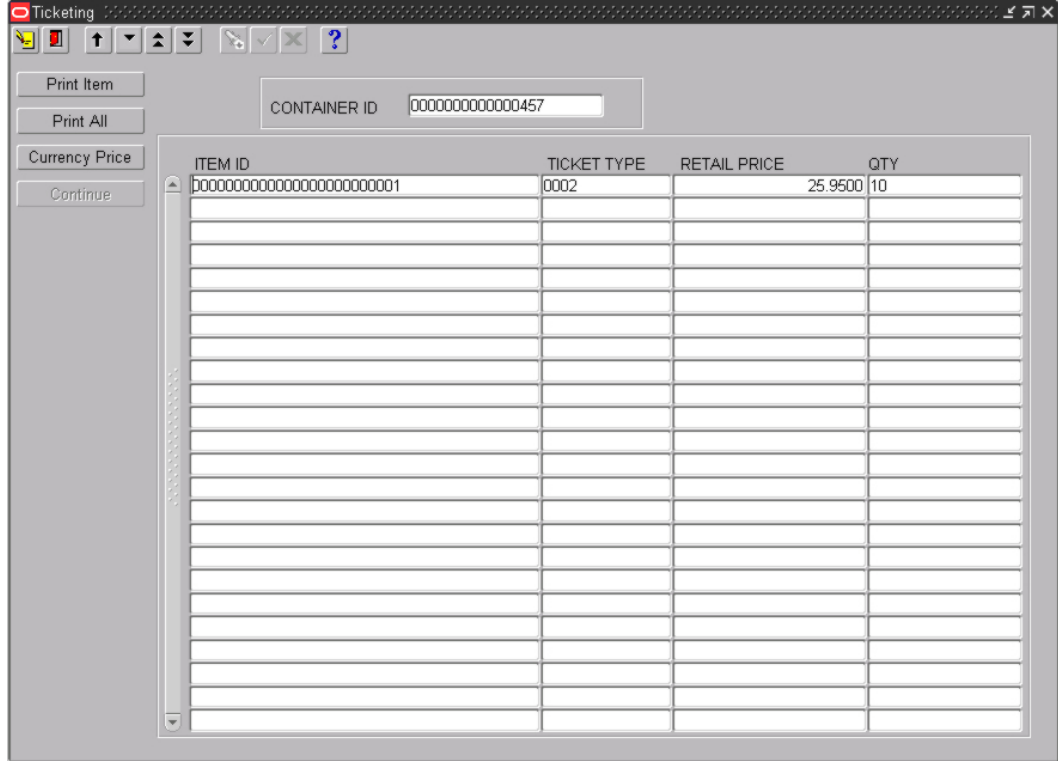 Ticketing
?
Print Item
Print All
Currency Price
Continue
CONTAINER ID 0000000000000457
ITEM ID TICKET TYPE RETAIL PRICE QTY
0000000000000000000000001 0002 25.9500 10